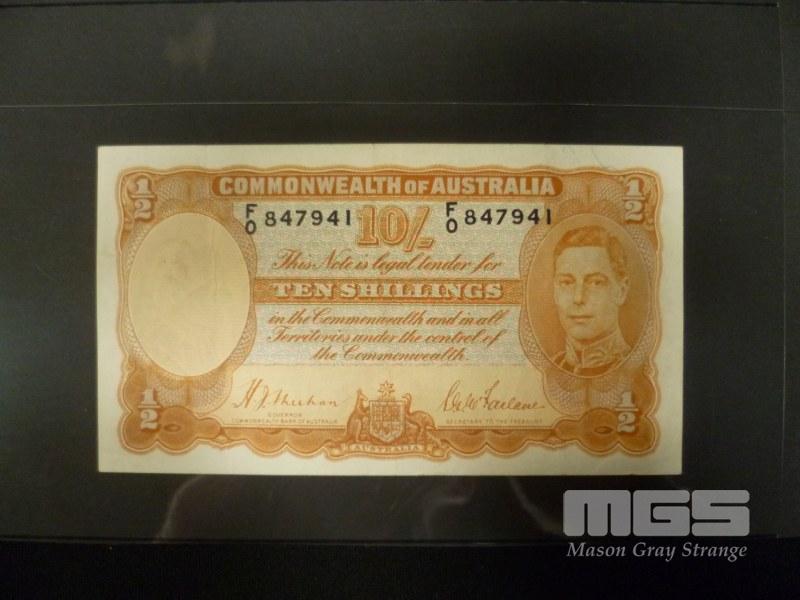 1/2 1/2
COMMONWEALTH OF AUSTRALIA
F/0 847941 10/- F/0 847941
This Note is legal tender for
TEN SHILLINGS
in the Commonwealth and in all
Territories under the control of
the Commonwealth.
H.J. Sheehan
GOVERNOR
COMMONWEALTH BANK OF AUSTRALIA
S.G. McFarlane
SECRETARY TO THE TREASURY
1/2 1/2
AUSTRALIA
MGS
Mason Gray Strange